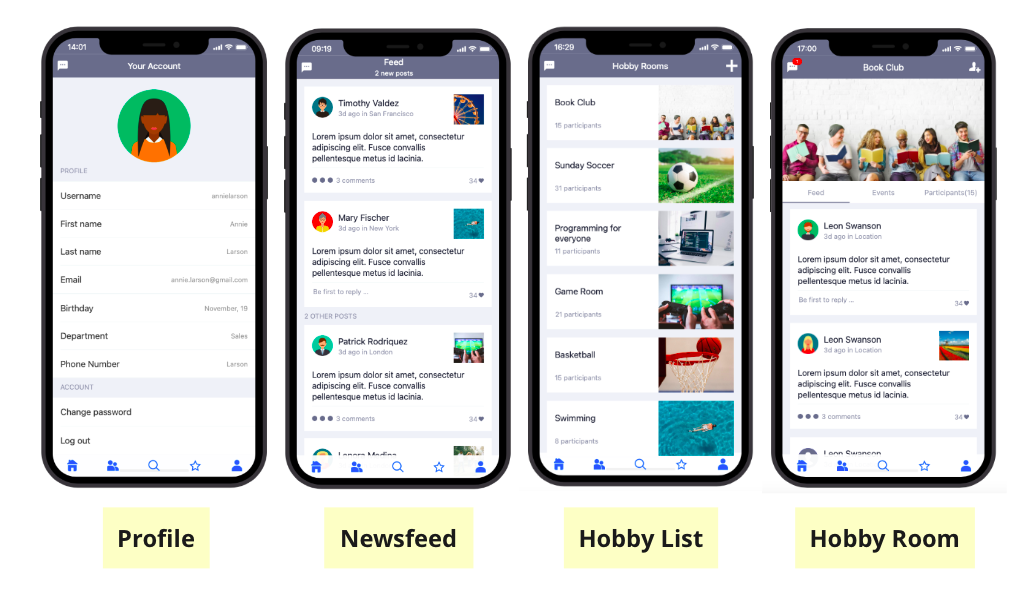 14:01
Your Account
PROFILE
Username annielarson
First name Annie
Last name Larson
Email annie.larson@gmail.com
Birthday November, 19
Department Sales
Phone Number Larson
ACCOUNT
Change password
Log out
Profile
09:19
Feed
2 new posts
Timothy Valdez
3d ago in San Francisco
Lorem ipsum dolor sit amet, consectetur
adipiscing elit. Fusce convallis
pellentesque metus id lacinia.
3 comments 34
Mary Fischer
3d ago in New York
Lorem ipsum dolor sit amet, consectetur
adipiscing elit. Fusce convallis
pellentesque metus id lacinia.
Be first to reply ... 34
2 OTHER POSTS
Patrick Rodriquez
3d ago in London
Lorem ipsum dolor sit amet, consectetur
adipiscing elit. Fusce convallis
pellentesque metus id lacinia.
3 comments 34
Newsfeed
16:29
Hobby Rooms
Book Club
15 participants
Sunday Soccer
31 participants
Programming for
everyone
11 participants
Game Room
21 participants
Basketball
15 participants
Swimming
8 participants
Hobby List
17:00
Book Club
Feed Events Participants(15)
Leon Swanson
3d ago in Location
Lorem ipsum dolor sit amet, consectetur
adipiscing elit. Fusce convallis
pellentesque metus id lacinia.
Be first to reply ... 34
Leon Swanson
3d ago in Location
Lorem ipsum dolor sit amet, consectetur
adipiscing elit. Fusce convallis
pellentesque metus id lacinia.
3 comments 34
Leon Swanson
Hobby Room